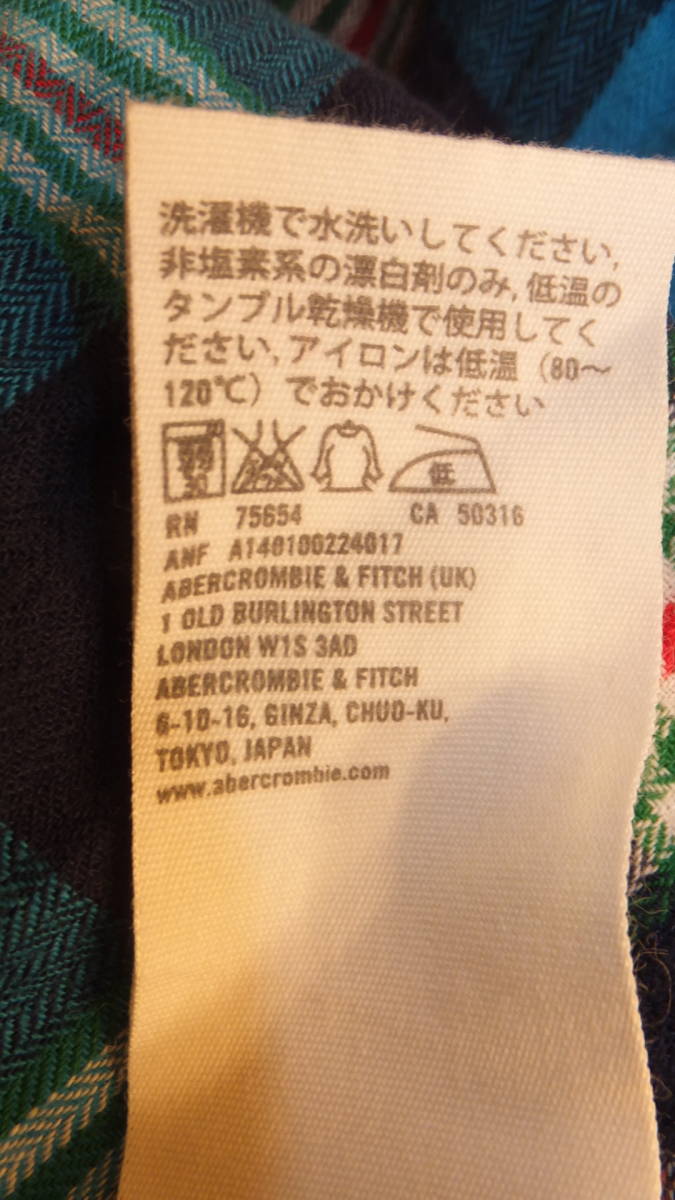 洗濯機で水洗いしてください,
非塩素系の漂白剤のみ,低温の
タンブル乾燥機で使用してく
ださい,アイロンは低温（80〜
120℃）でおかけください
30
低
RN 75654 CA 50316
ANF A140100224017
ABERCROMBIE & FITCH (UK)
1 OLD BURLINGTON STREET
LONDON W1S 3AD
ABERCROMBIE & FITCH
6-10-16, GINZA, CHUO-KU,
TOKYO, JAPAN
www.abercrombie.com